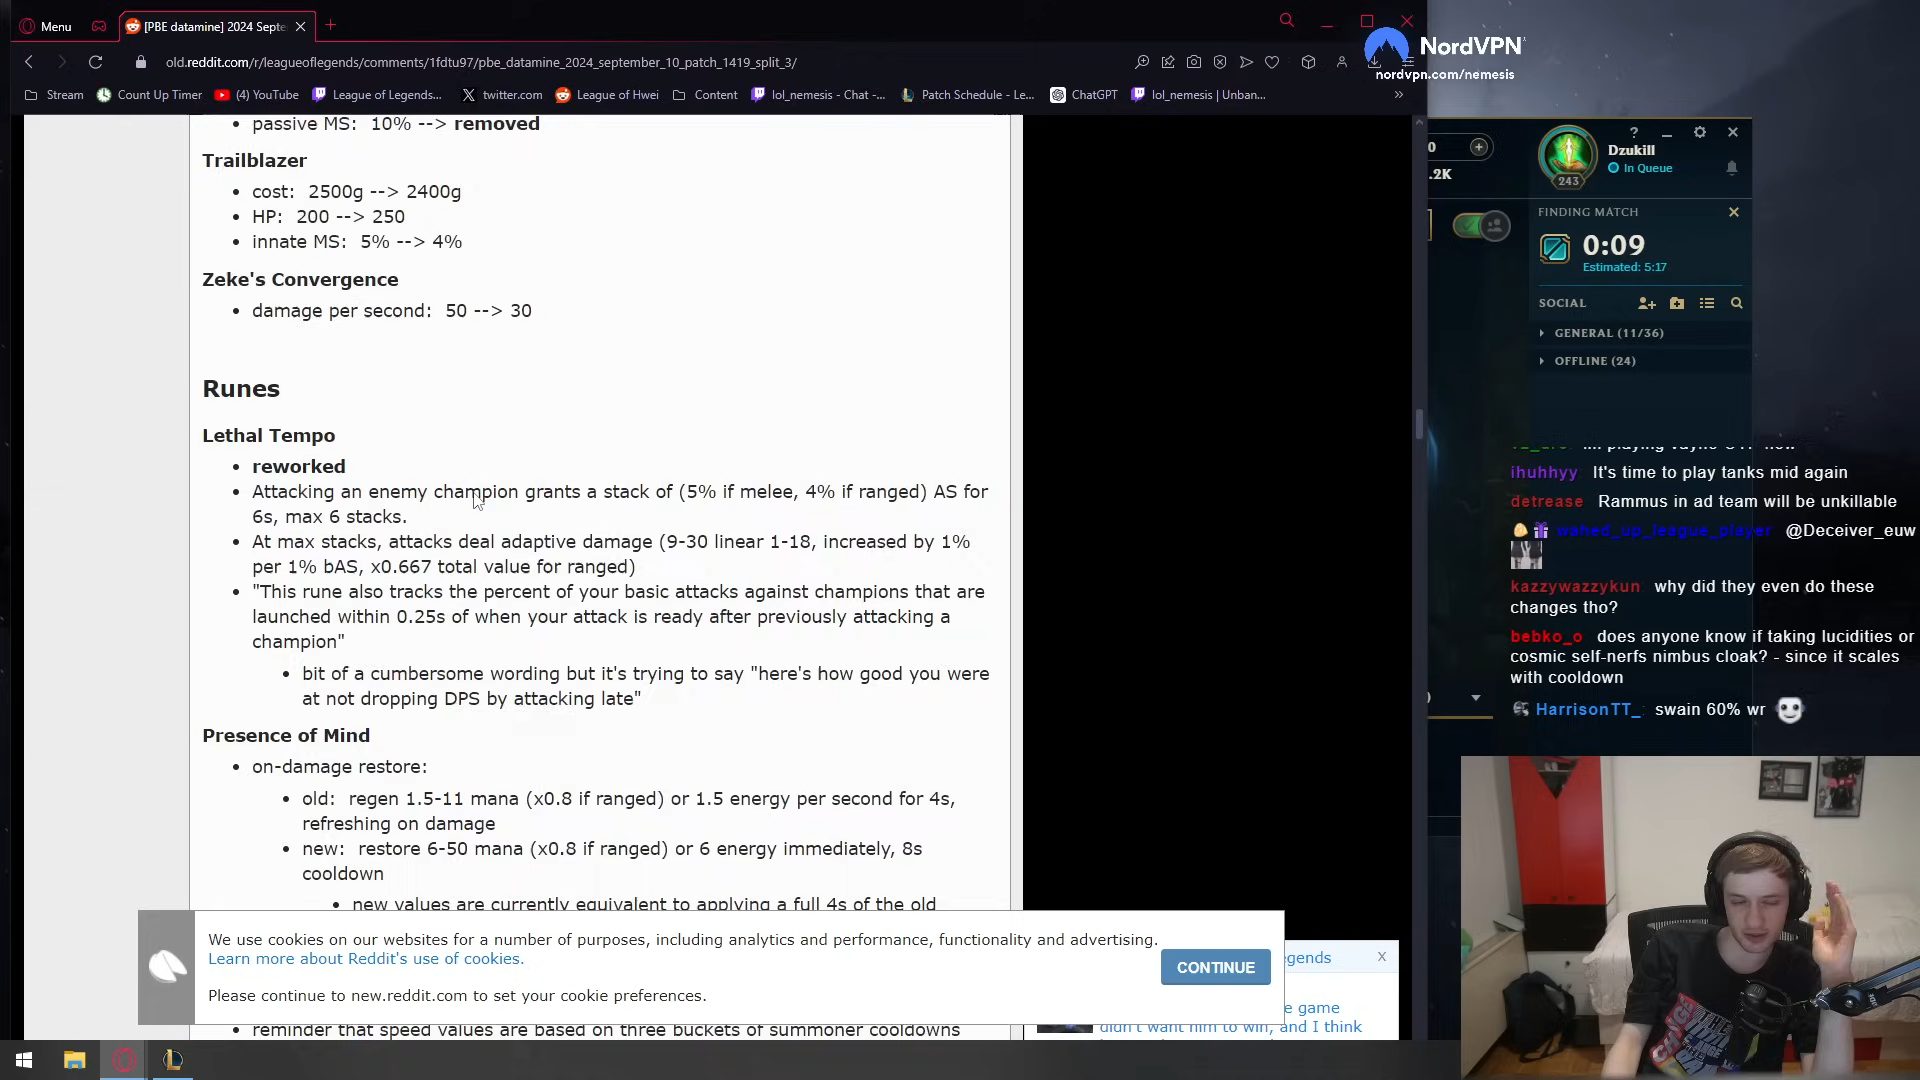 Menu
[PBE datamine] 2024 Septe
old.reddit.com/r/leagueoflegends/comments/1fdtu97/pbe_datamine_2024_september_10_patch_1419_split_3/
NordVPN
nordvpn.com/nemesis
Stream
Count Up Timer
(4) YouTube
League of Legends...
twitter.com
League of Hwei
Content
lol_nemesis - Chat -...
Patch Schedule - Le...
ChatGPT
lol_nemesis | Unban...
»
• passive MS: 10% --> removed
Trailblazer
• cost: 2500g --> 2400g
• HP: 200 --> 250
• innate MS: 5% --> 4%
Zeke's Convergence
• damage per second: 50 --> 30
Runes
Lethal Tempo
• reworked
• Attacking an enemy champion grants a stack of (5% if melee, 4% if ranged) AS for
6s, max 6 stacks.
• At max stacks, attacks deal adaptive damage (9-30 linear 1-18, increased by 1%
per 1% bAS, x0.667 total value for ranged)
• "This rune also tracks the percent of your basic attacks against champions that are
launched within 0.25s of when your attack is ready after previously attacking a
champion"
• bit of a cumbersome wording but it's trying to say "here's how good you were
at not dropping DPS by attacking late"
Presence of Mind
• on-damage restore:
• old: regen 1.5-11 mana (x0.8 if ranged) or 1.5 energy per second for 4s,
refreshing on damage
• new: restore 6-50 mana (x0.8 if ranged) or 6 energy immediately, 8s
cooldown
• new values are currently equivalent to applying a full 4s of the old
We use cookies on our websites for a number of purposes, including analytics and performance, functionality and advertising.
Learn more about Reddit's use of cookies.
Please continue to new.reddit.com to set your cookie preferences.
CONTINUE
• reminder that speed values are based on three buckets of summoner cooldowns
egends
X
e game
didn't want him to win, and I think
0
.2K
?
Dzukill
In Queue
243
FINDING MATCH
0:09
Estimated: 5:17
SOCIAL
GENERAL (11/36)
OFFLINE (24)
ihuhhyy It's time to play tanks mid again
detrease Rammus in ad team will be unkillable
wahed_up_league_player @Deceiver_euw
kazzywazzykun why did they even do these
changes tho?
bebko_o does anyone know if taking lucidities or
cosmic self-nerfs nimbus cloak? - since it scales
with cooldown
HarrisonTT_: swain 60% wr